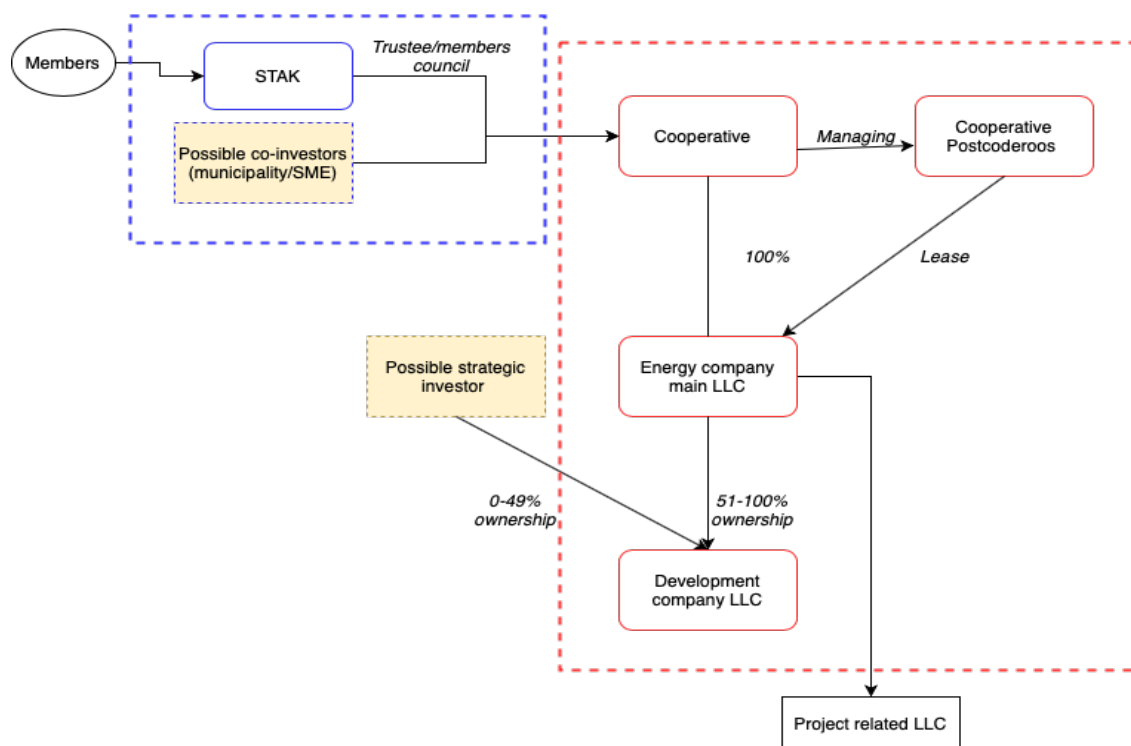 Members
STAK
Trustee/members
council
Possible co-investors
(municipality/SME)
Cooperative
Managing
Cooperative
Postcoderoos
100%
Lease
Possible strategic
investor
Energy company
main LLC
0-49%
ownership
51-100%
ownership
Development
company LLC
Project related LLC